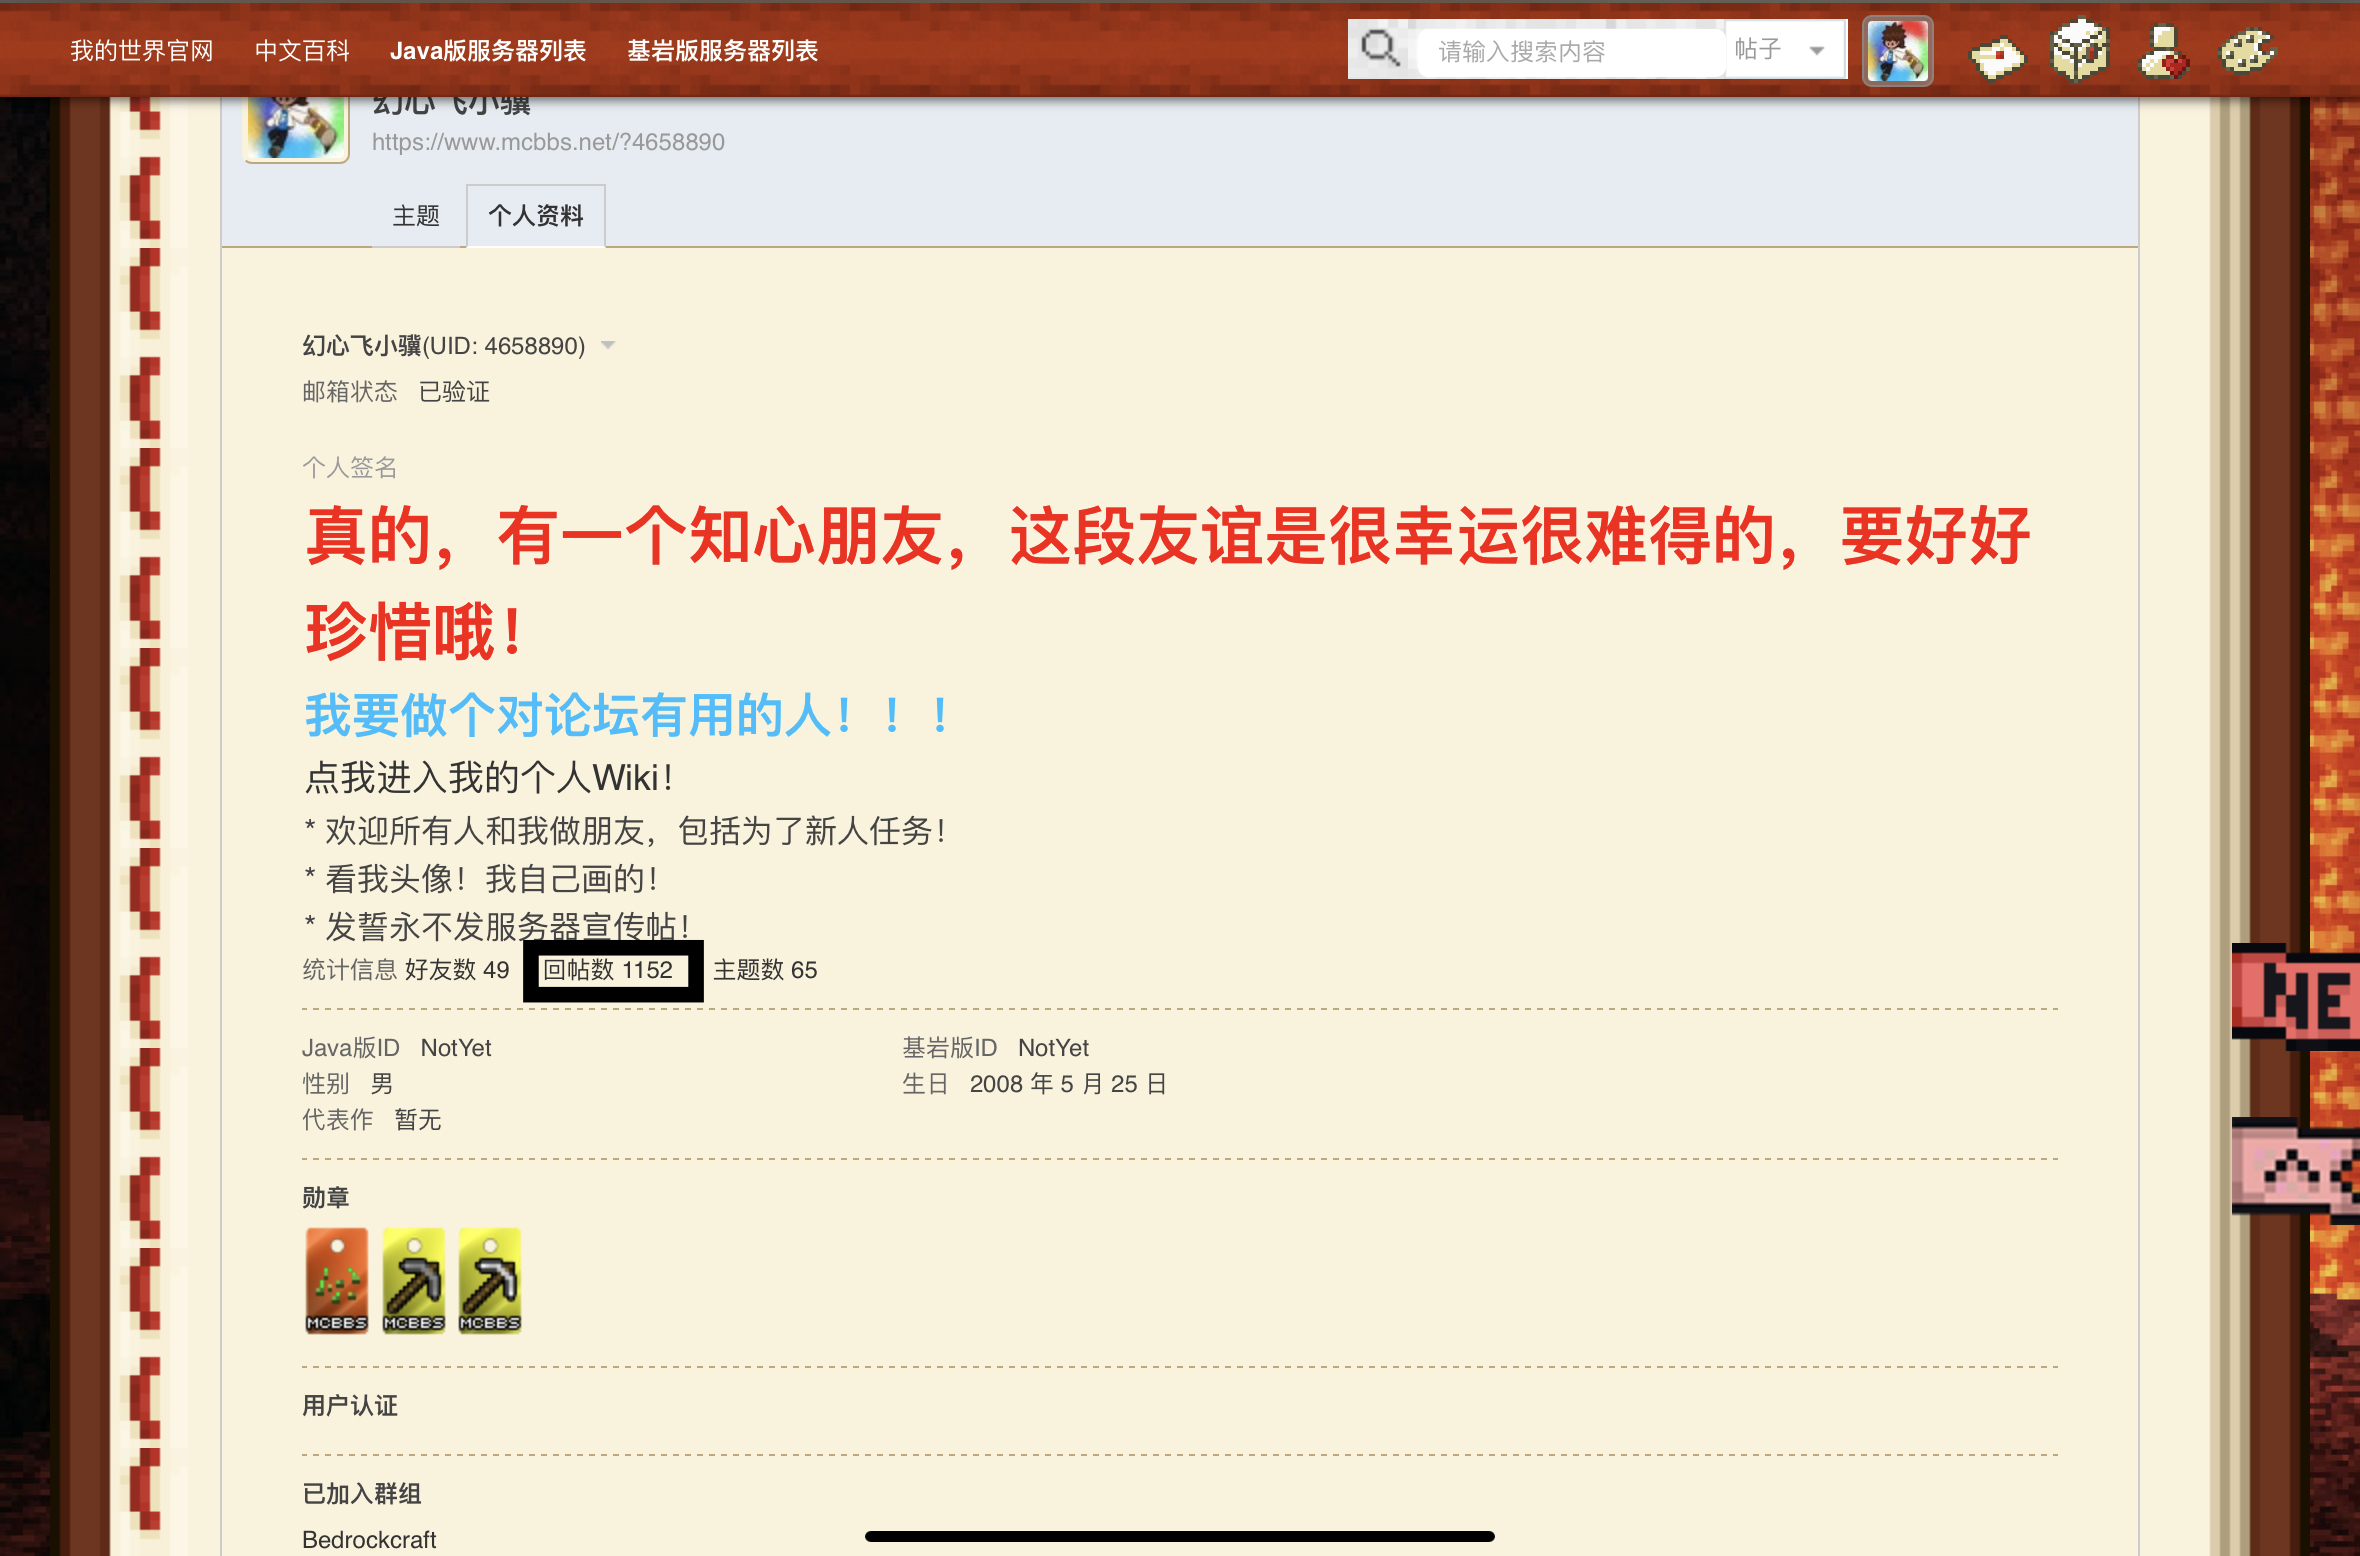 我的世界官网 中文百科 Java版服务器列表 基岩版服务器列表 请输入搜索内容 帖子
幻心飞小骥
https://www.mcbbs.net/?4658890
主题 个人资料
幻心飞小骥(UID: 4658890)
邮箱状态 已验证
个人签名
真的，有一个知心朋友，这段友谊是很幸运很难得的，要好好
珍惜哦！
我要做个对论坛有用的人！！！
点我进入我的个人Wiki！
* 欢迎所有人和我做朋友，包括为了新人任务！
* 看我头像！我自己画的！
* 发誓永不发服务器宣传帖！
统计信息 好友数 49 回帖数 1152 主题数 65
Java版ID NotYet 基岩版ID NotYet
性别 男 生日 2008 年 5 月 25 日
代表作 暂无
勋章
MCBBS MCBBS MCBBS
用户认证
已加入群组
Bedrockcraft
NE